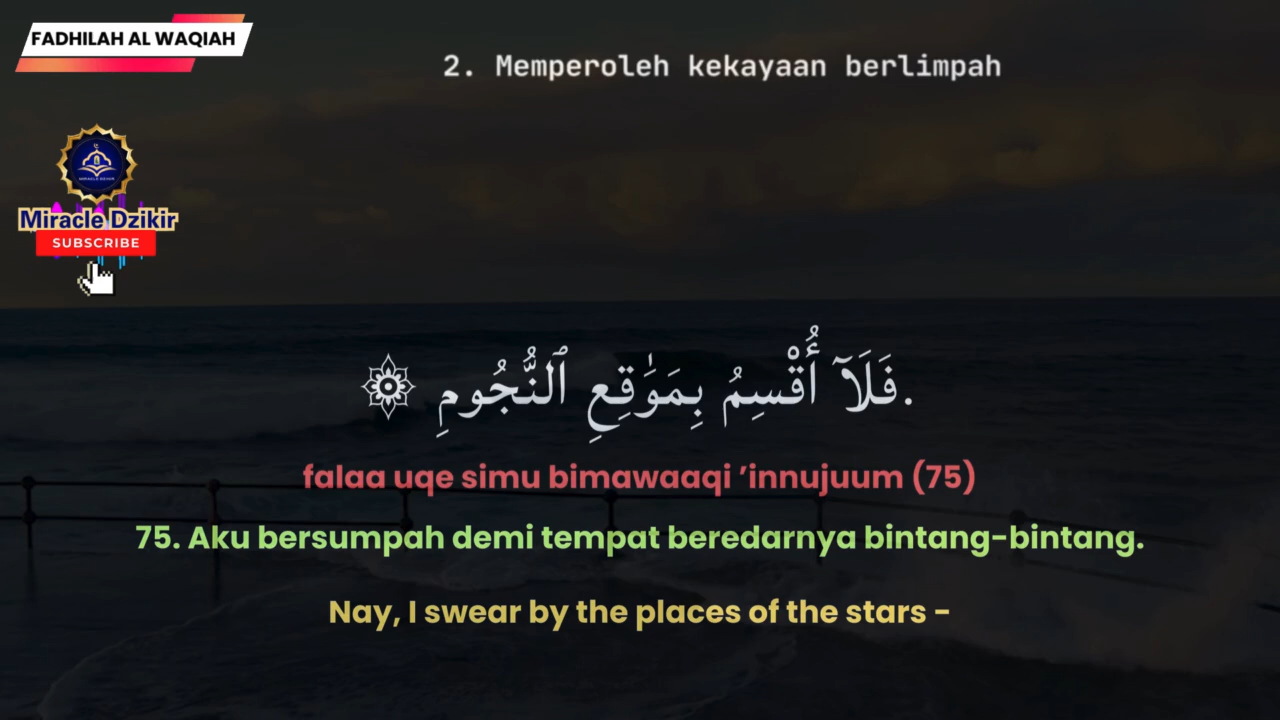 FADHILAH AL WAQIAH
2. Memperoleh kekayaan berlimpah
Miracle Dzikir
SUBSCRIBE
فَلَآ أُقْسِمُ بِمَوَٰقِعِ ٱلنُّجُومِ ۞.
falaa uqe simu bimawaaqi ’innujuum (75)
75. Aku bersumpah demi tempat beredarnya bintang-bintang.
Nay, I swear by the places of the stars -